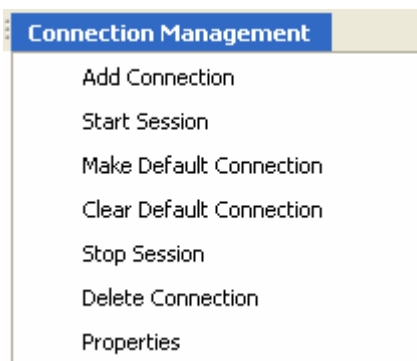 Connection Management
Add Connection
Start Session
Make Default Connection
Clear Default Connection
Stop Session
Delete Connection
Properties